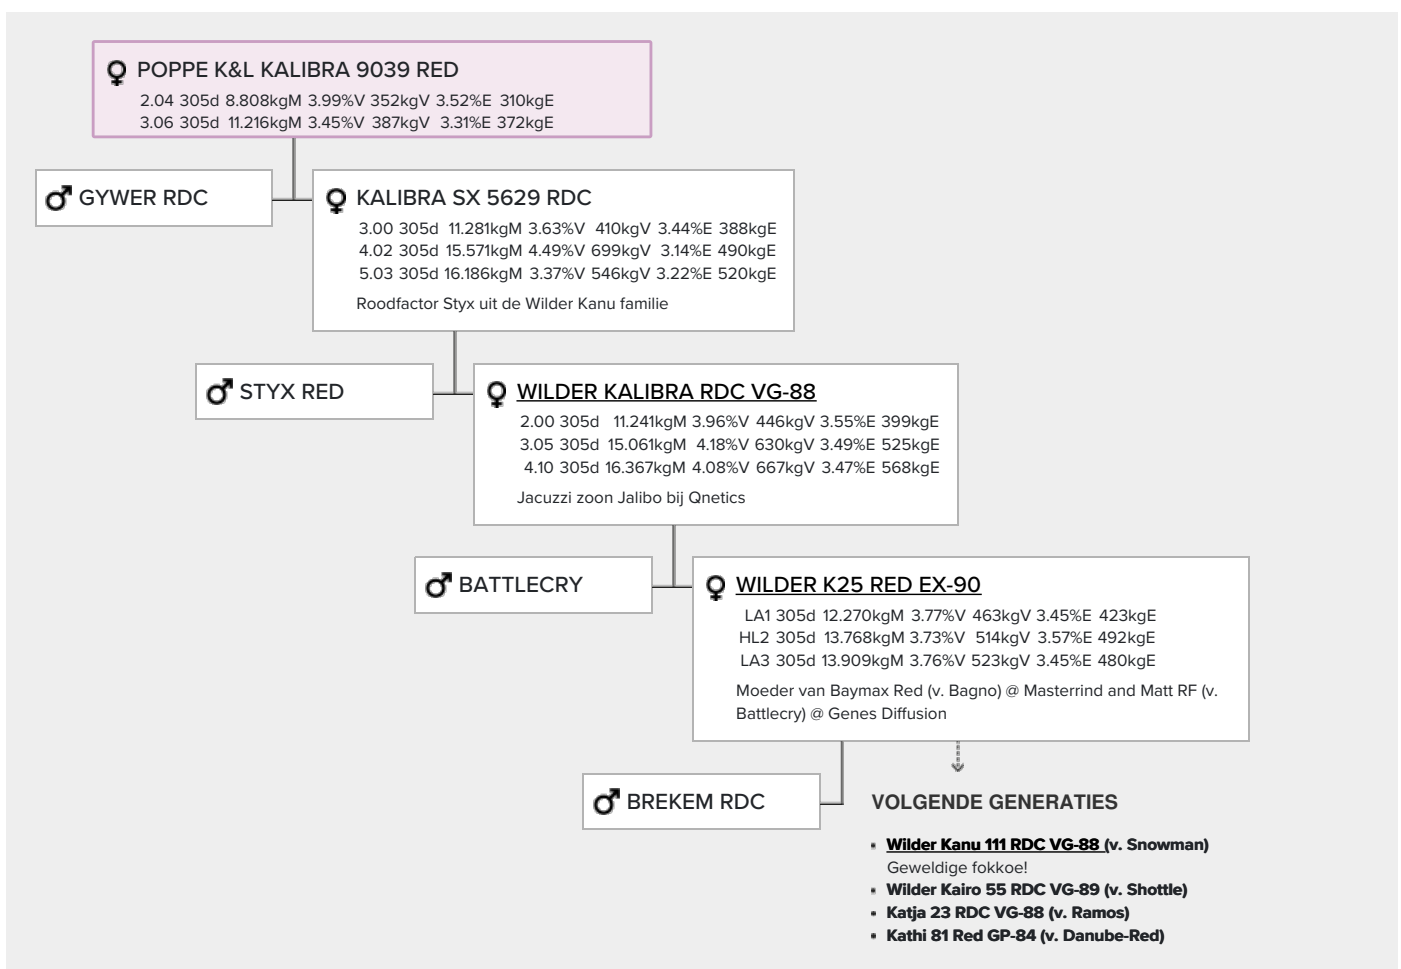 POPPE K&L KALIBRA 9039 RED
2.04 305d 8.808kgM 3.99%V 352kgV 3.52%E 310kgE
3.06 305d 11.216kgM 3.45%V 387kgV 3.31%E 372kgE
GYWER RDC
KALIBRA SX 5629 RDC
3.00 305d 11.281kgM 3.63%V 410kgV 3.44%E 388kgE
4.02 305d 15.571kgM 4.49%V 699kgV 3.14%E 490kgE
5.03 305d 16.186kgM 3.37%V 546kgV 3.22%E 520kgE
Roodfactor Styx uit de Wilder Kanu familie
STYX RED
WILDER KALIBRA RDC VG-88
2.00 305d 11.241kgM 3.96%V 446kgV 3.55%E 399kgE
3.05 305d 15.061kgM 4.18%V 630kgV 3.49%E 525kgE
4.10 305d 16.367kgM 4.08%V 667kgV 3.47%E 568kgE
Jacuzzi zoon Jalibo bij Qnetics
BATTLECRY
WILDER K25 RED EX-90
LA1 305d 12.270kgM 3.77%V 463kgV 3.45%E 423kgE
HL2 305d 13.768kgM 3.73%V 514kgV 3.57%E 492kgE
LA3 305d 13.909kgM 3.76%V 523kgV 3.45%E 480kgE
Moeder van Baymax Red (v. Bagno) @ Masterrind and Matt RF (v.
Battlecry) @ Genes Diffusion
BREKEM RDC
VOLGENDE GENERATIES
Wilder Kanu 111 RDC VG-88 (v. Snowman)
Geweldige fokkoe!
Wilder Kairo 55 RDC VG-89 (v. Shottle)
Katja 23 RDC VG-88 (v. Ramos)
Kathi 81 Red GP-84 (v. Danube-Red)